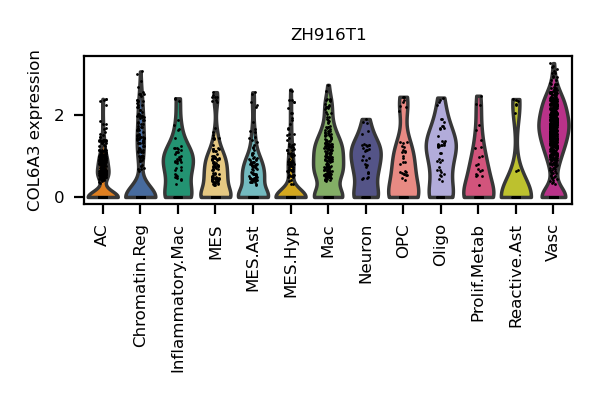 ZH916T1
COL6A3 expression
2
0
AC
Chromatin.Reg
Inflammatory.Mac
MES
MES.Ast
MES.Hyp
Mac
Neuron
OPC
Oligo
Prolif.Metab
Reactive.Ast
Vasc